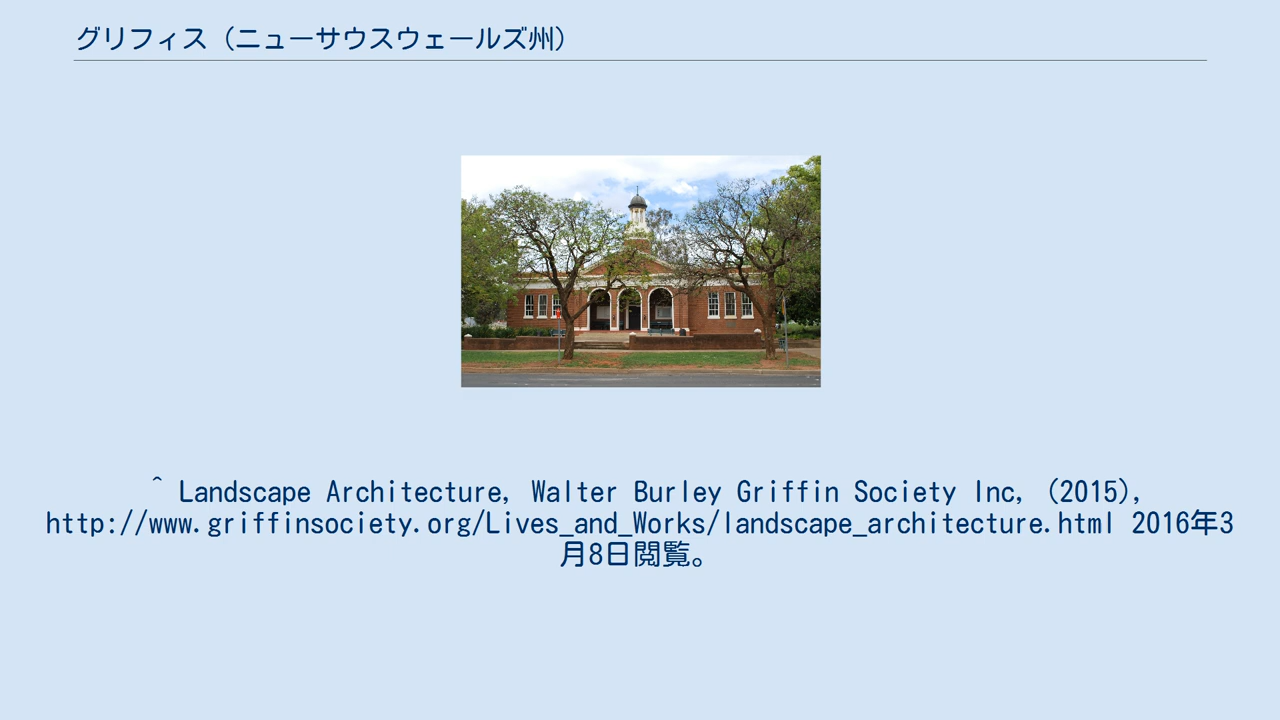 グリフィス（ニューサウスウェールズ州）
^ Landscape Architecture, Walter Burley Griffin Society Inc, (2015),
http://www.griffinsociety.org/Lives_and_Works/landscape_architecture.html 2016年3
月8日閲覧。